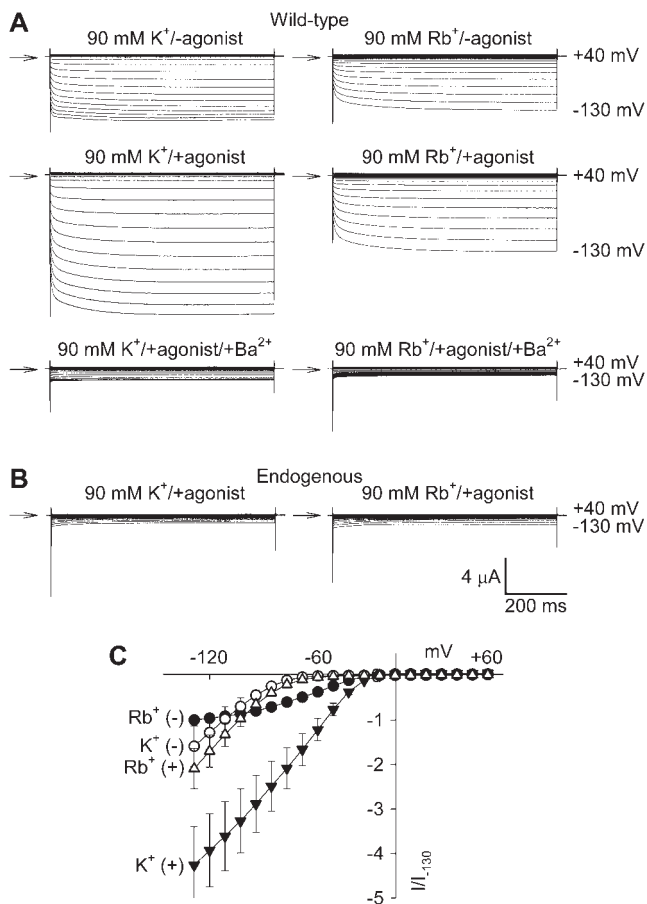 A
Wild-type
90 mM K⁺/-agonist
90 mM Rb⁺/-agonist
+40 mV
-130 mV
90 mM K⁺/+agonist
90 mM Rb⁺/+agonist
+40 mV
-130 mV
90 mM K⁺/+agonist/+Ba²⁺
90 mM Rb⁺/+agonist/+Ba²⁺
+40 mV
-130 mV
B
Endogenous
90 mM K⁺/+agonist
90 mM Rb⁺/+agonist
+40 mV
-130 mV
4 µA
200 ms
C
-120
-60
mV
+60
Rb⁺ (-)
K⁺ (-)
Rb⁺ (+)
K⁺ (+)
-1
-2
-3
-4
-5
I/I₋₁₃₀